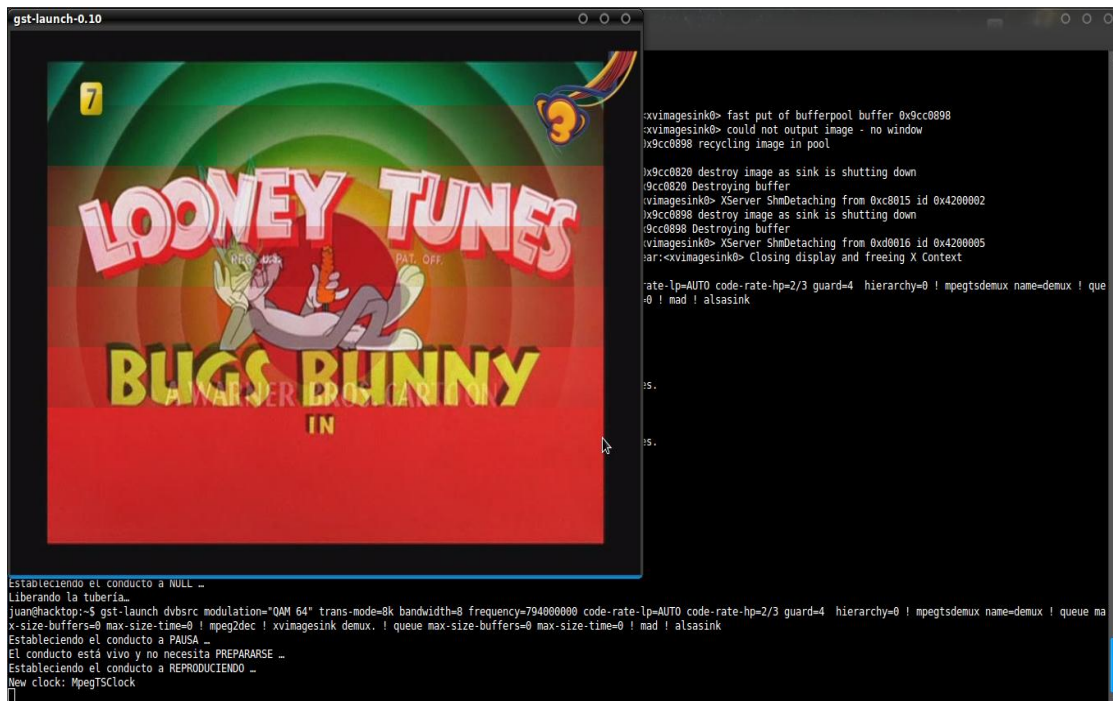 gst-launch-0.10
7
3
LOONEY TUNES
REG. U.S. PAT. OFF.
BUGS BUNNY
A WARNER BROS. CARTOON
IN
<xvimagesink0> fast put of bufferpool buffer 0x9cc0898
<xvimagesink0> could not output image - no window
0x9cc0898 recycling image in pool
0x9cc0820 destroy image as sink is shutting down
x9cc0820 Destroying buffer
xvimagesink0> XServer ShmDetaching from 0xc8015 id 0x4200002
0x9cc0898 destroy image as sink is shutting down
x9cc0898 Destroying buffer
xvimagesink0> XServer ShmDetaching from 0xd0016 id 0x4200005
ear:<xvimagesink0> Closing display and freeing X Context
rate-lp=AUTO code-rate-hp=2/3 guard=4  hierarchy=0 ! mpegtsdemux name=demux ! que
=0 ! mad ! alsasink
es.
es.
Estableciendo el conducto a NULL …
Liberando la tubería…
juan@hacktop:~$ gst-launch dvbsrc modulation="QAM 64" trans-mode=8k bandwidth=8 frequency=794000000 code-rate-lp=AUTO code-rate-hp=2/3 guard=4  hierarchy=0 ! mpegtsdemux name=demux ! queue ma
x-size-buffers=0 max-size-time=0 ! mpeg2dec ! xvimagesink demux. ! queue max-size-buffers=0 max-size-time=0 ! mad ! alsasink
Estableciendo el conducto a PAUSA …
El conducto está vivo y no necesita PREPARARSE …
Estableciendo el conducto a REPRODUCIENDO …
New clock: MpegTSClock